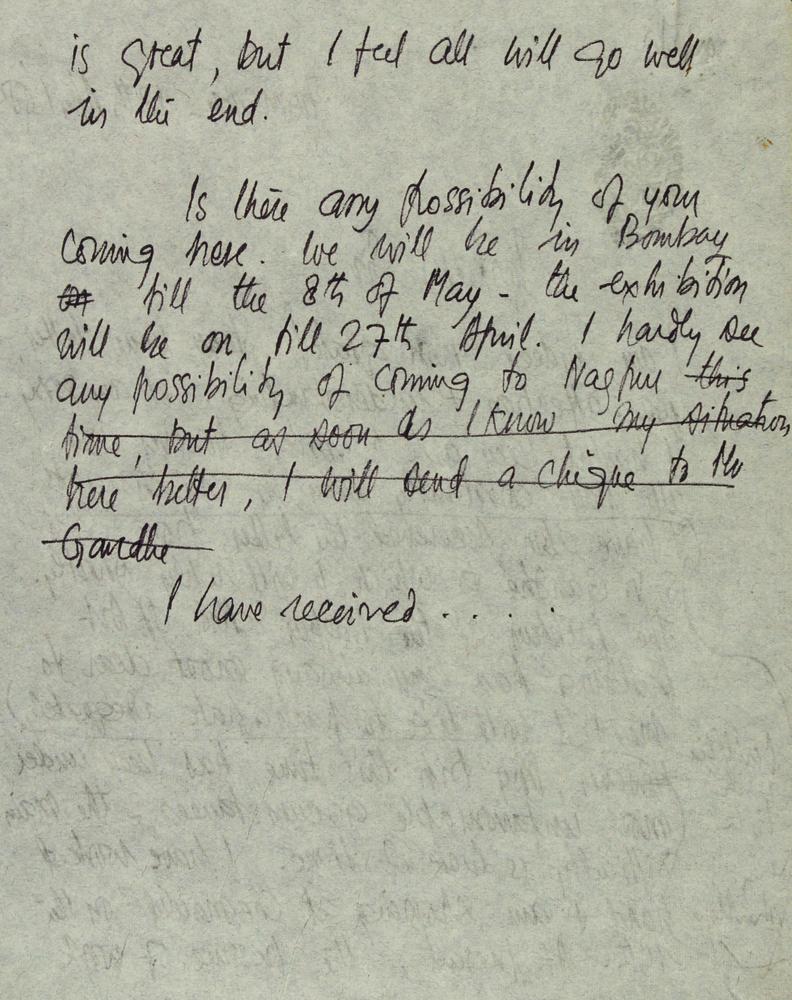 is great, but I feel all will go well
in the end.
Is there any possibility of your
coming here. We will be in Bombay
on till the 8th of May - the exhibition
will be on till 27th April. I hardly see
any possibility of coming to Nagpur this
time, but as soon as I know my situation
here better, I will send a cheque to Mr
Gandhe
I have received . . . . .